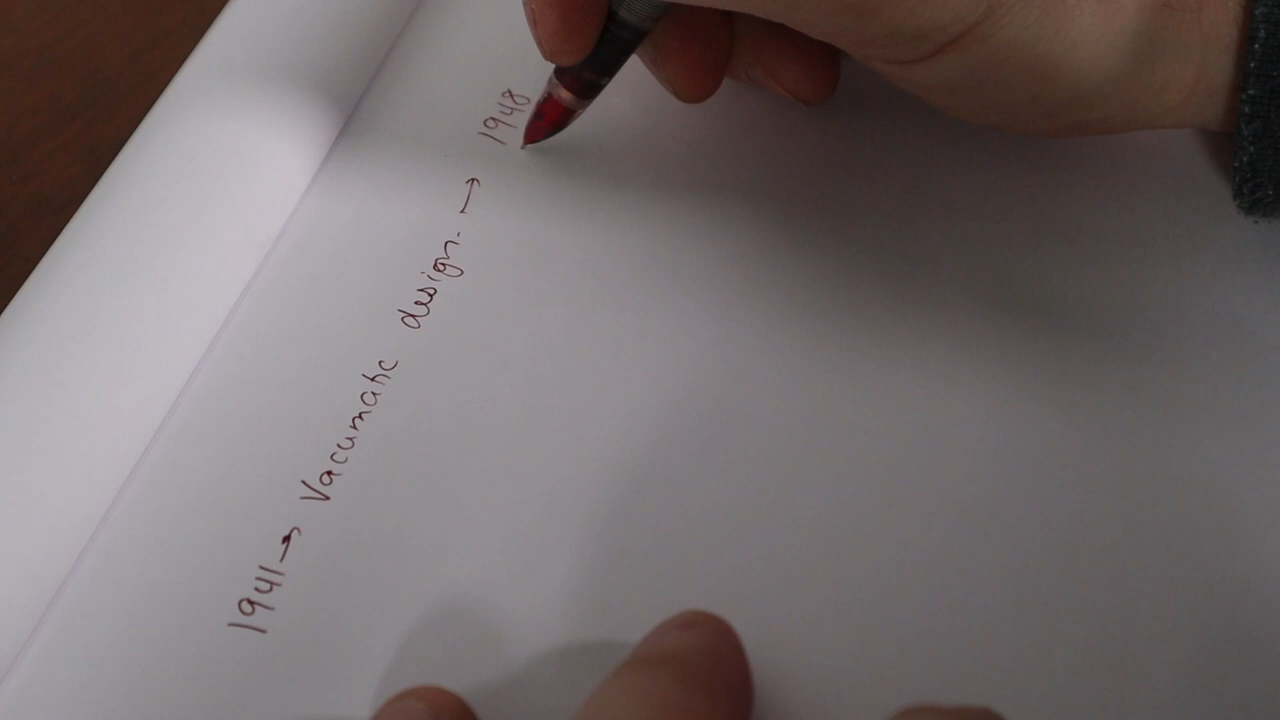 1941 → Vacumatic design. → 1948